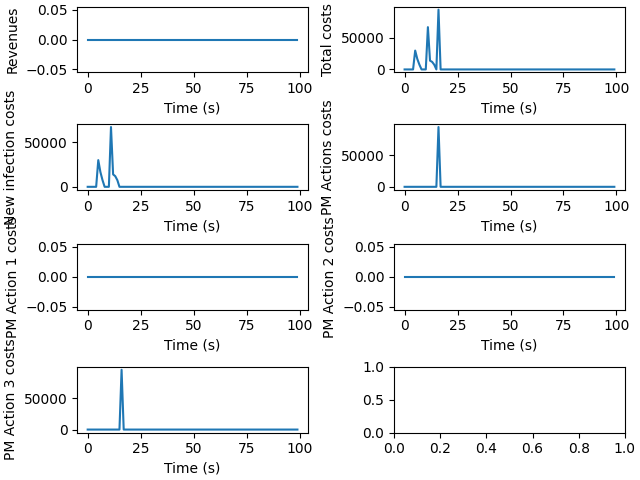 Revenues
0.05
0.00
−0.05
0 25 50 75 100
Time (s)
Total costs
50000
0
0 25 50 75 100
Time (s)
New infection costs
50000
0
0 25 50 75 100
Time (s)
PM Actions costs
50000
0
0 25 50 75 100
Time (s)
PM Action 1 costs
0.05
0.00
−0.05
0 25 50 75 100
Time (s)
PM Action 2 costs
0.05
0.00
−0.05
0 25 50 75 100
Time (s)
PM Action 3 costs
50000
0
0 25 50 75 100
Time (s)
1.0
0.5
0.0
0.0 0.2 0.4 0.6 0.8 1.0